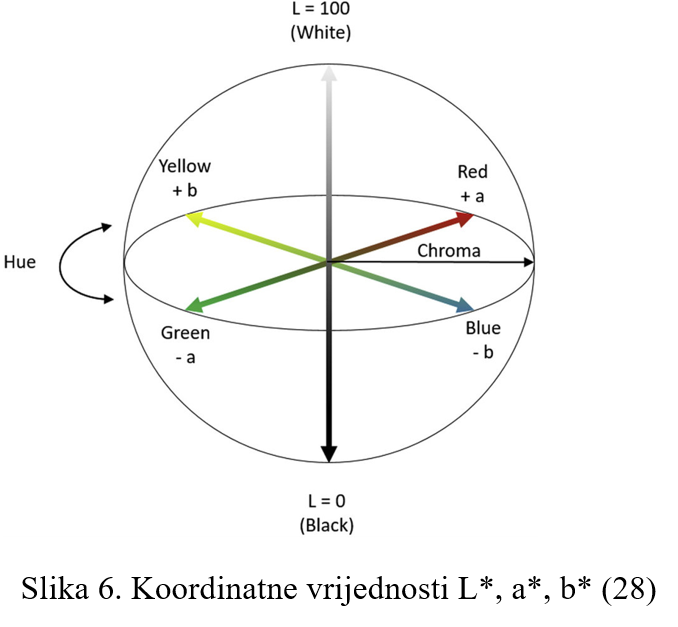 L = 100
(White)
Yellow
+ b
Red
+ a
Chroma
Hue
Green
- a
Blue
- b
L = 0
(Black)
Slika 6. Koordinatne vrijednosti L*, a*, b* (28)